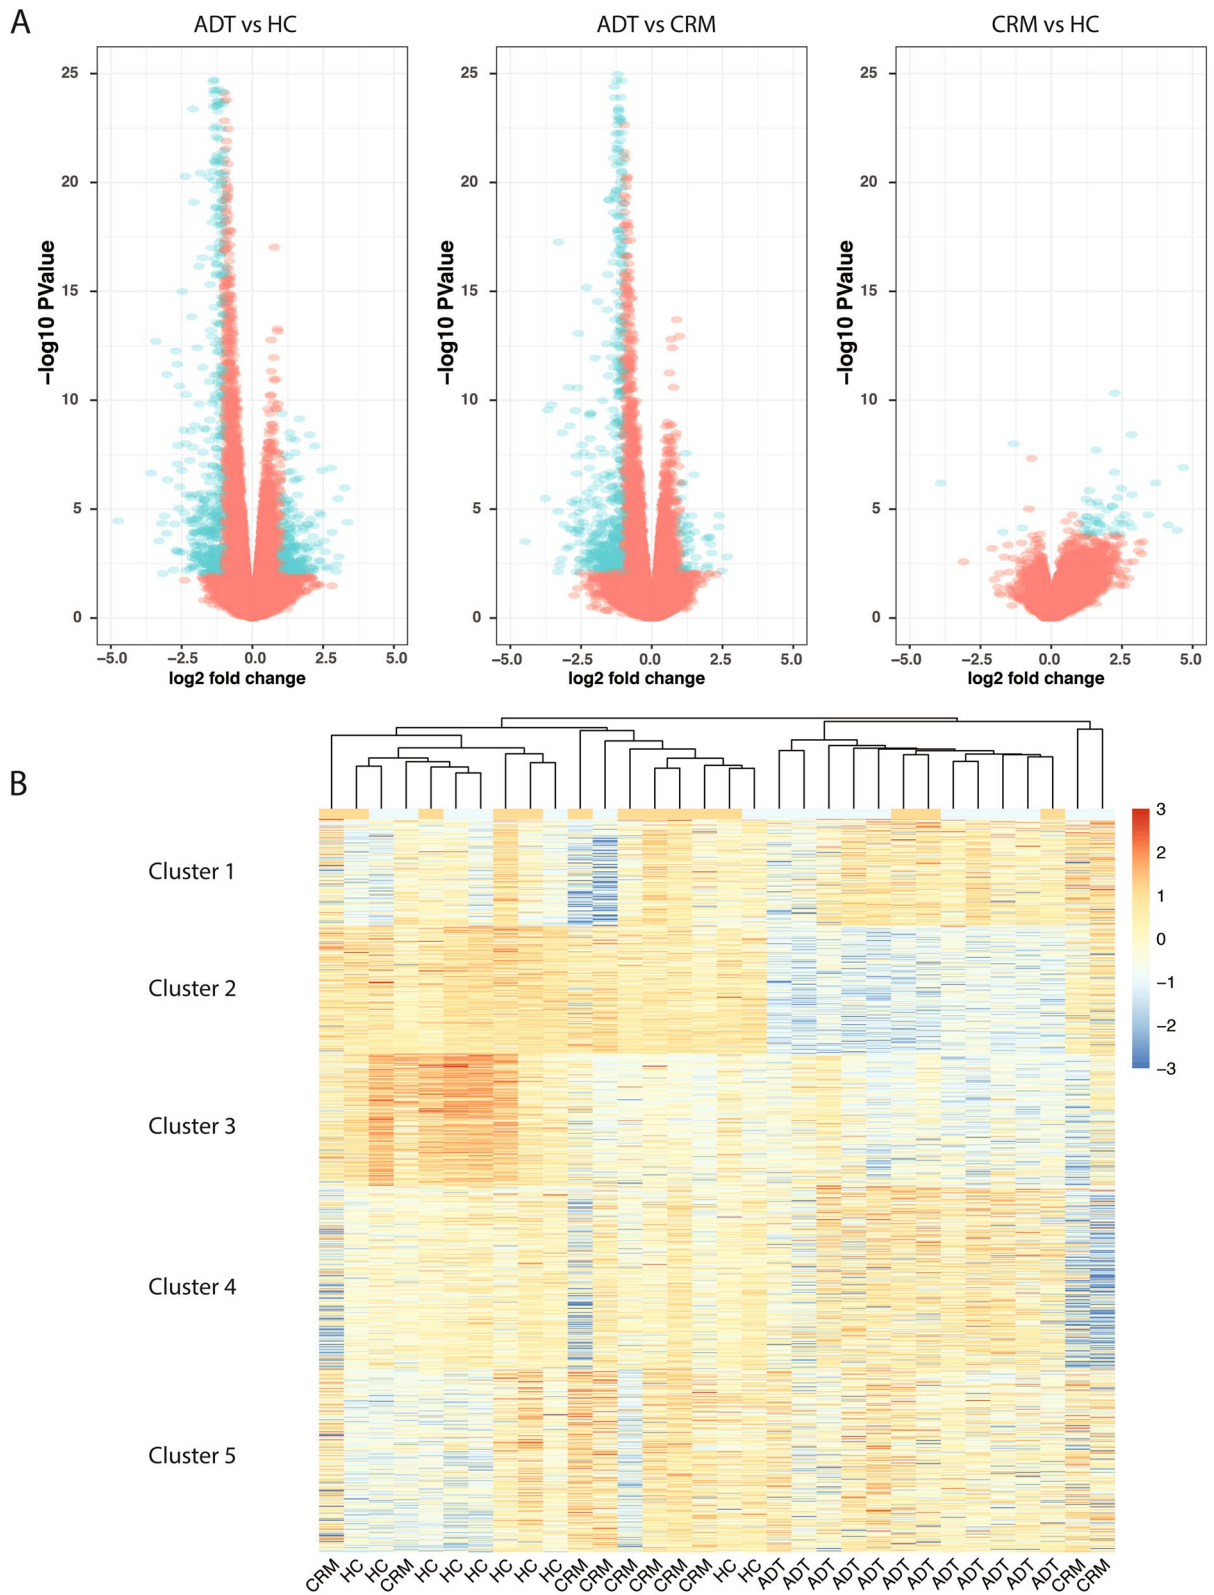 A
ADT vs HC
ADT vs CRM
CRM vs HC
25
20
15
10
5
0
–log10 PValue
−5.0 −2.5 0.0 2.5 5.0
log2 fold change
25
20
15
10
5
0
–log10 PValue
−5.0 −2.5 0.0 2.5 5.0
log2 fold change
25
20
15
10
5
0
–log10 PValue
−5.0 −2.5 0.0 2.5 5.0
log2 fold change
B
Cluster 1
Cluster 2
Cluster 3
Cluster 4
Cluster 5
3
2
1
0
−1
−2
−3
CRM HC HC CRM HC HC HC HC HC HC CRM CRM CRM CRM CRM CRM HC HC ADT ADT ADT ADT ADT ADT ADT ADT ADT ADT ADT ADT CRM CRM